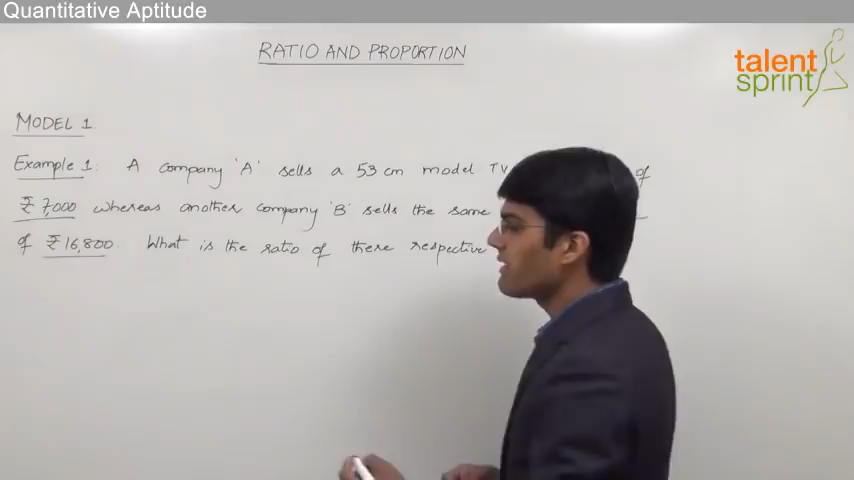 Quantitative Aptitude
RATIO AND PROPORTION
talent
sprint
MODEL 1.
Example 1: A company 'A' sells a 53 cm model TV of
₹ 7,000 whereas another company 'B' sells the same
of ₹ 16,800. What is the ratio of there respective